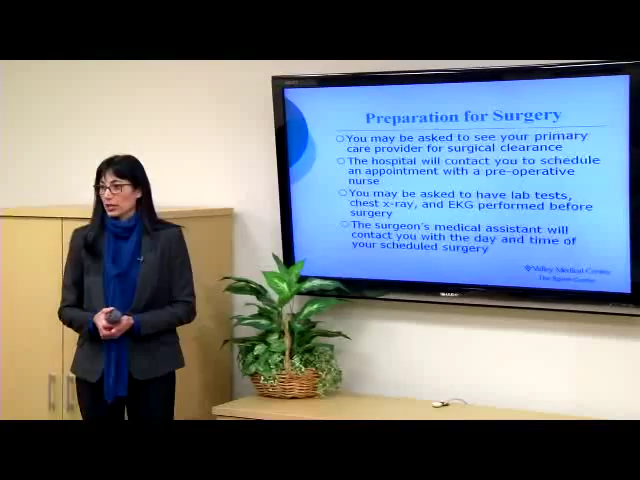 Preparation for Surgery
You may be asked to see your primary
care provider for surgical clearance
The hospital will contact you to schedule
an appointment with a pre-operative
nurse
You may be asked to have lab tests,
chest x-ray, and EKG performed before
surgery
The surgeon's medical assistant will
contact you with the day and time of
your scheduled surgery
Valley Medical Center
The Spine Center
SHARP